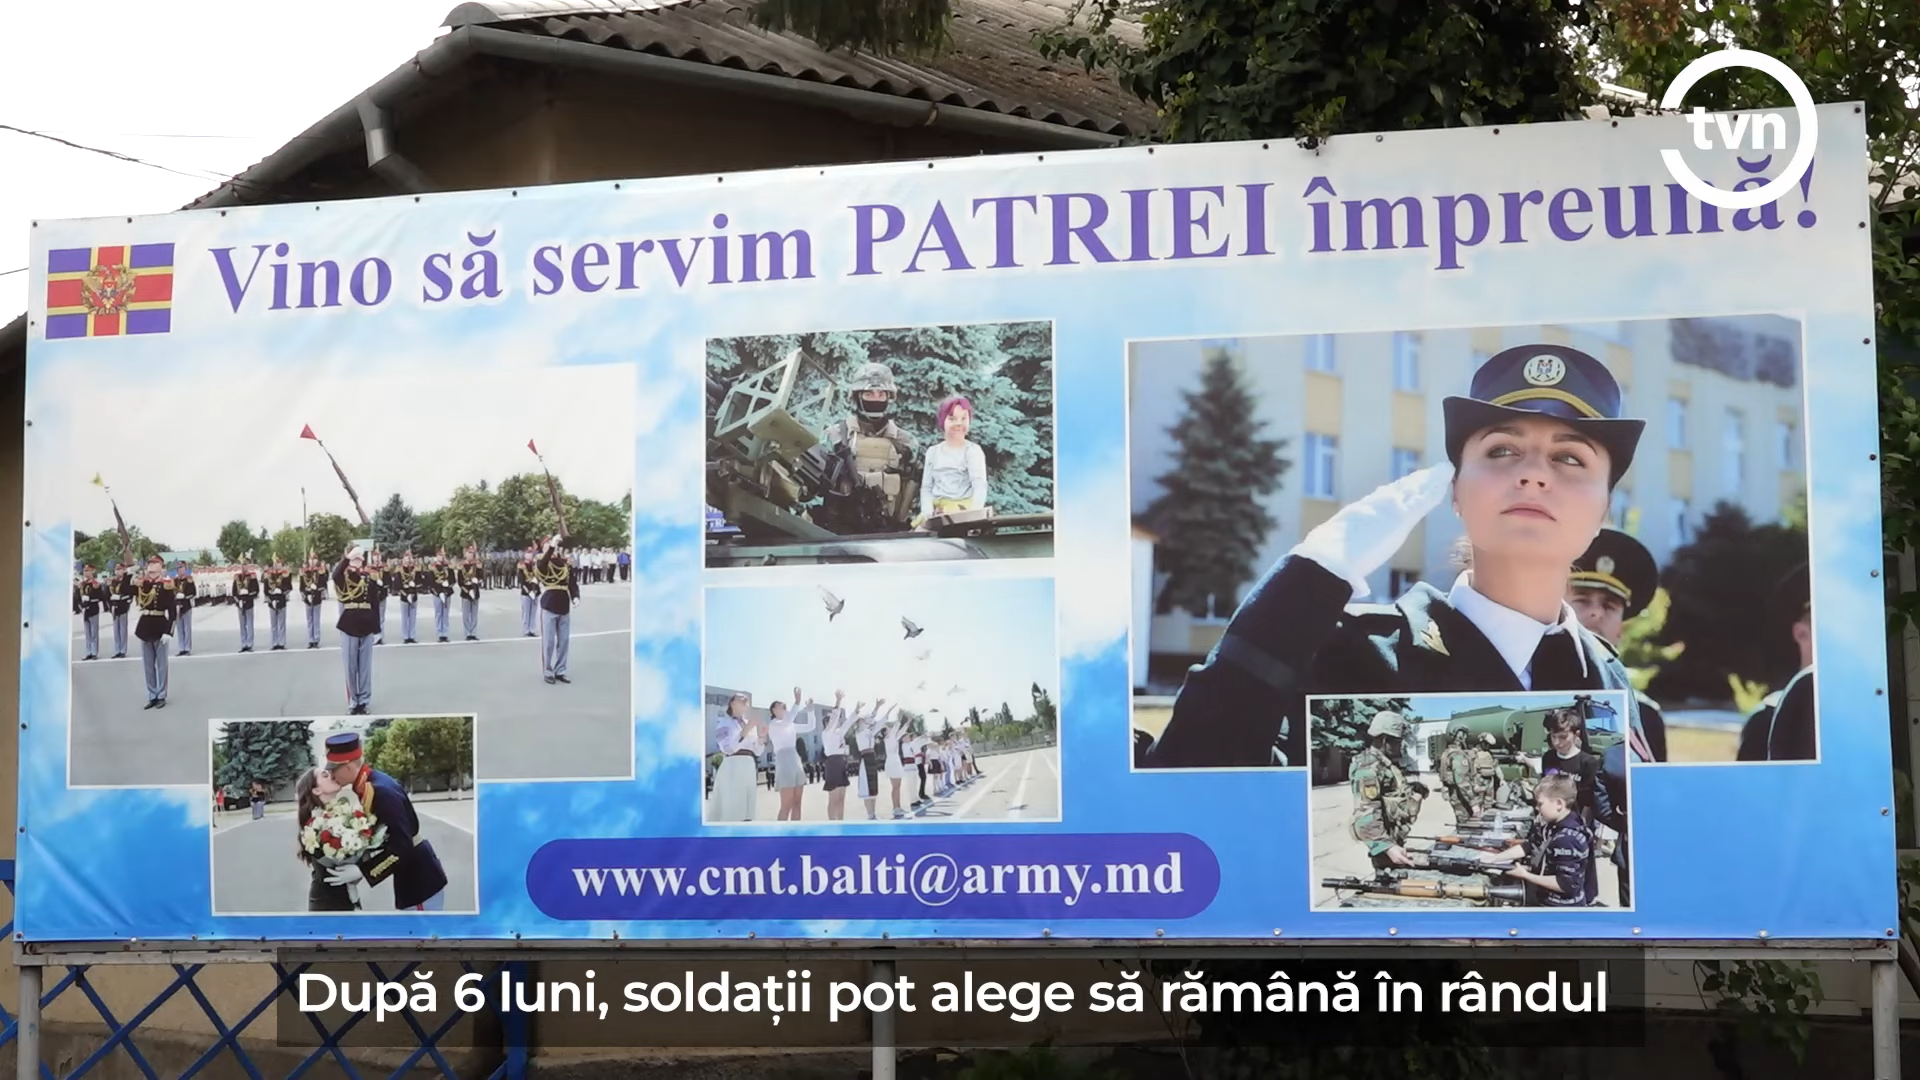 tvn
Vino să servim PATRIEI împreună!
www.cmt.balti@army.md
După 6 luni, soldații pot alege să rămână în rândul